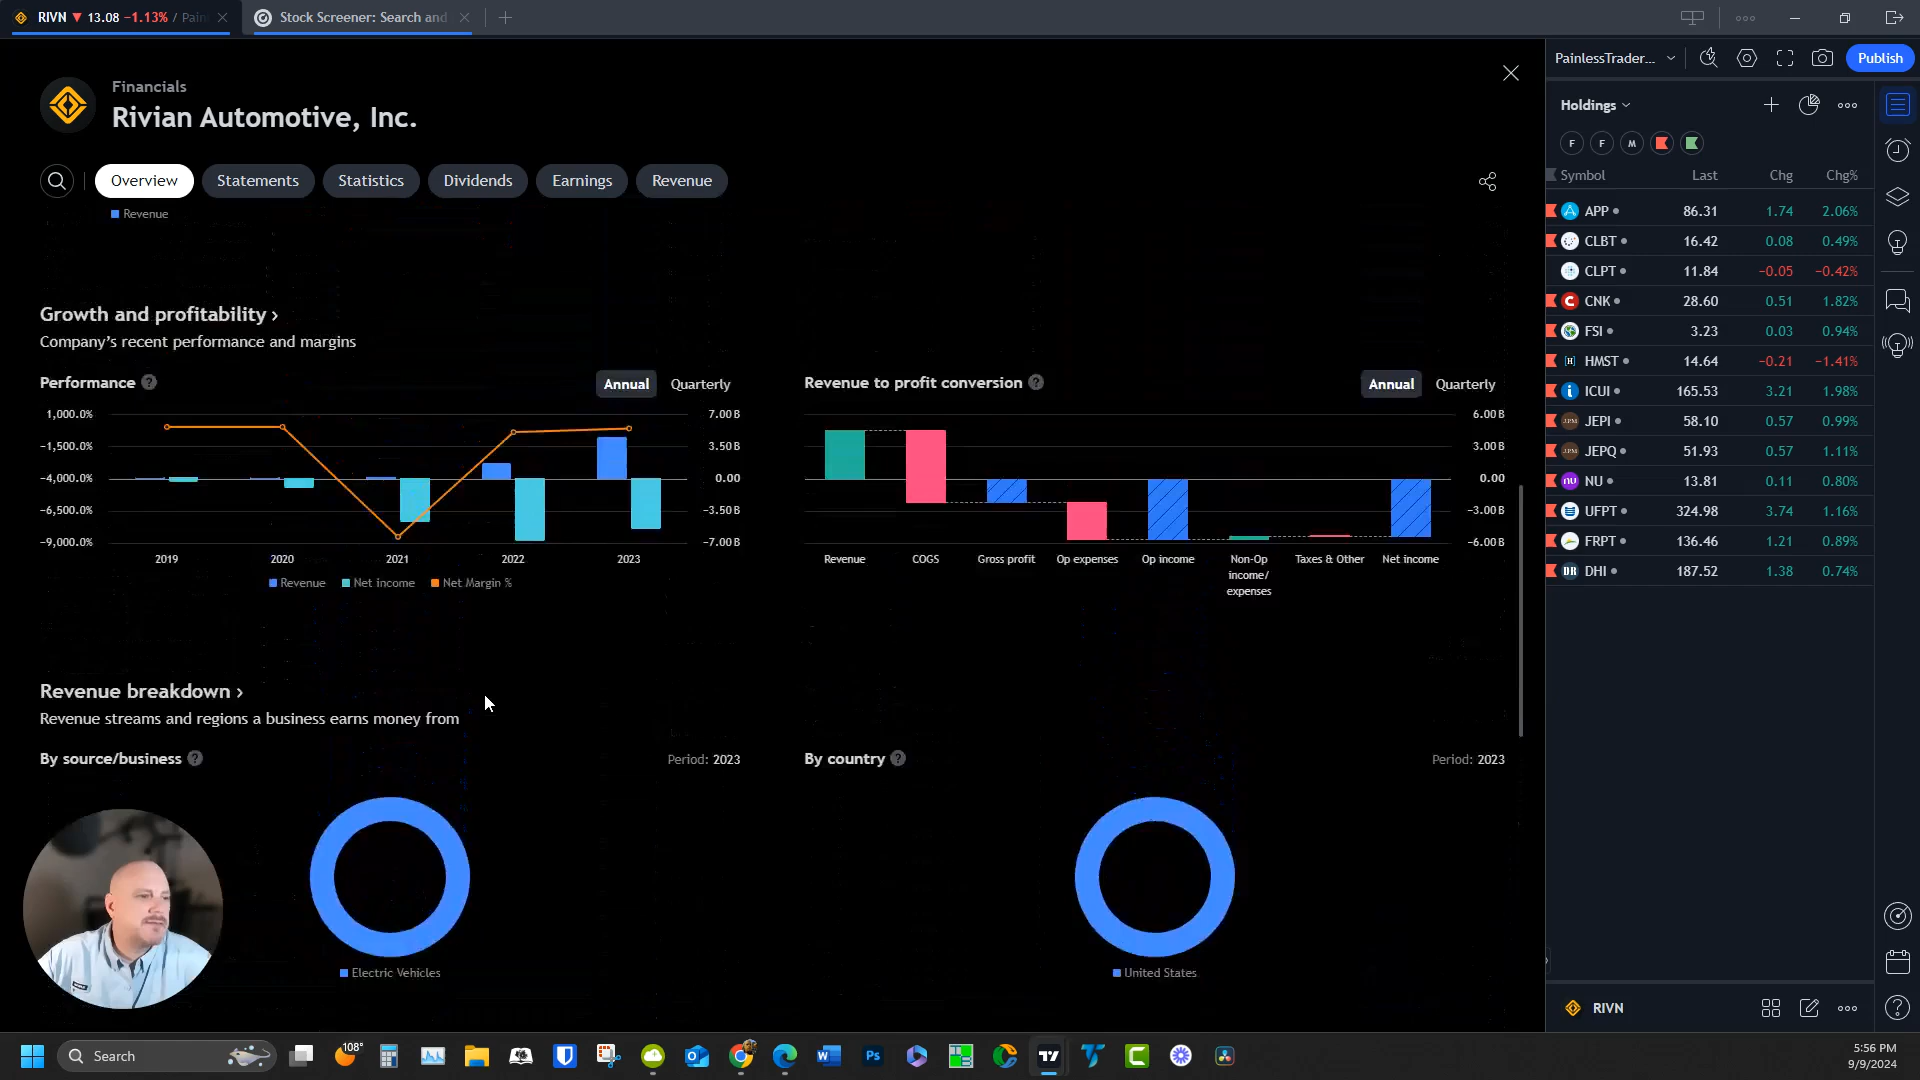 RIVN ▼ 13.08 −1.13% / Pain
Stock Screener: Search and
Financials
Rivian Automotive, Inc.
Overview
Statements
Statistics
Dividends
Earnings
Revenue
Revenue
Growth and profitability ›
Company's recent performance and margins
Performance ?
Annual Quarterly
1,000.0%
−1,500.0%
−4,000.0%
−6,500.0%
−9,000.0%
7.00 B
3.50 B
0.00
−3.50 B
−7.00 B
2019 2020 2021 2022 2023
Revenue Net income Net Margin %
Revenue to profit conversion ?
Annual Quarterly
6.00 B
3.00 B
0.00
−3.00 B
−6.00 B
Revenue COGS Gross profit Op expenses Op income Non-Op Taxes & Other Net income
income/
expenses
Revenue breakdown ›
Revenue streams and regions a business earns money from
By source/business ?
Period: 2023
Electric Vehicles
By country ?
Period: 2023
United States
PainlessTrader...
Publish
Holdings
F F M
Symbol Last Chg Chg%
APP 86.31 1.74 2.06%
CLBT 16.42 0.08 0.49%
CLPT 11.84 −0.05 −0.42%
CNK 28.60 0.51 1.82%
FSI 3.23 0.03 0.94%
HMST 14.64 −0.21 −1.41%
ICUI 165.53 3.21 1.98%
JEPI 58.10 0.57 0.99%
JEPQ 51.93 0.57 1.11%
NU 13.81 0.11 0.80%
UFPT 324.98 3.74 1.16%
FRPT 136.46 1.21 0.89%
DHI 187.52 1.38 0.74%
RIVN
Search
108°
5:56 PM
9/9/2024